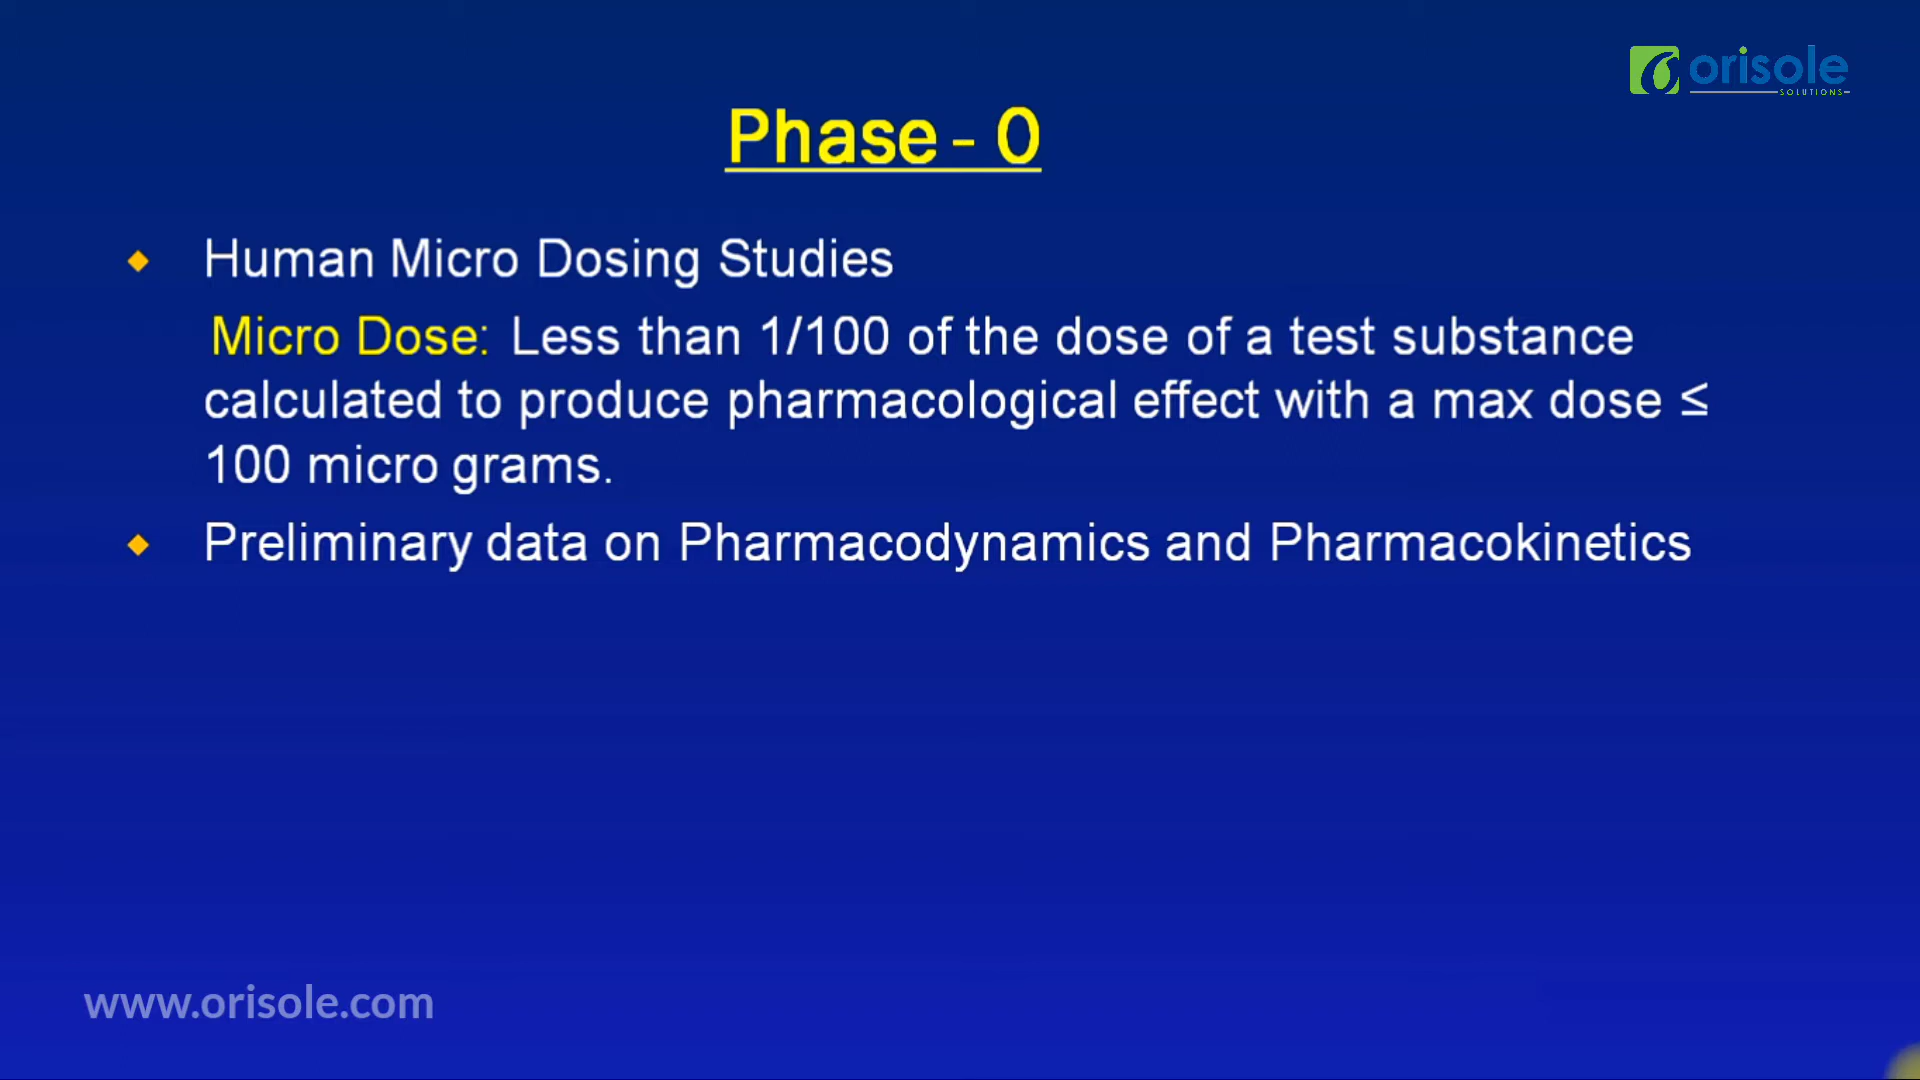 orisole
SOLUTIONS
Phase - 0
Human Micro Dosing Studies
Micro Dose: Less than 1/100 of the dose of a test substance
calculated to produce pharmacological effect with a max dose ≤
100 micro grams.
Preliminary data on Pharmacodynamics and Pharmacokinetics
www.orisole.com